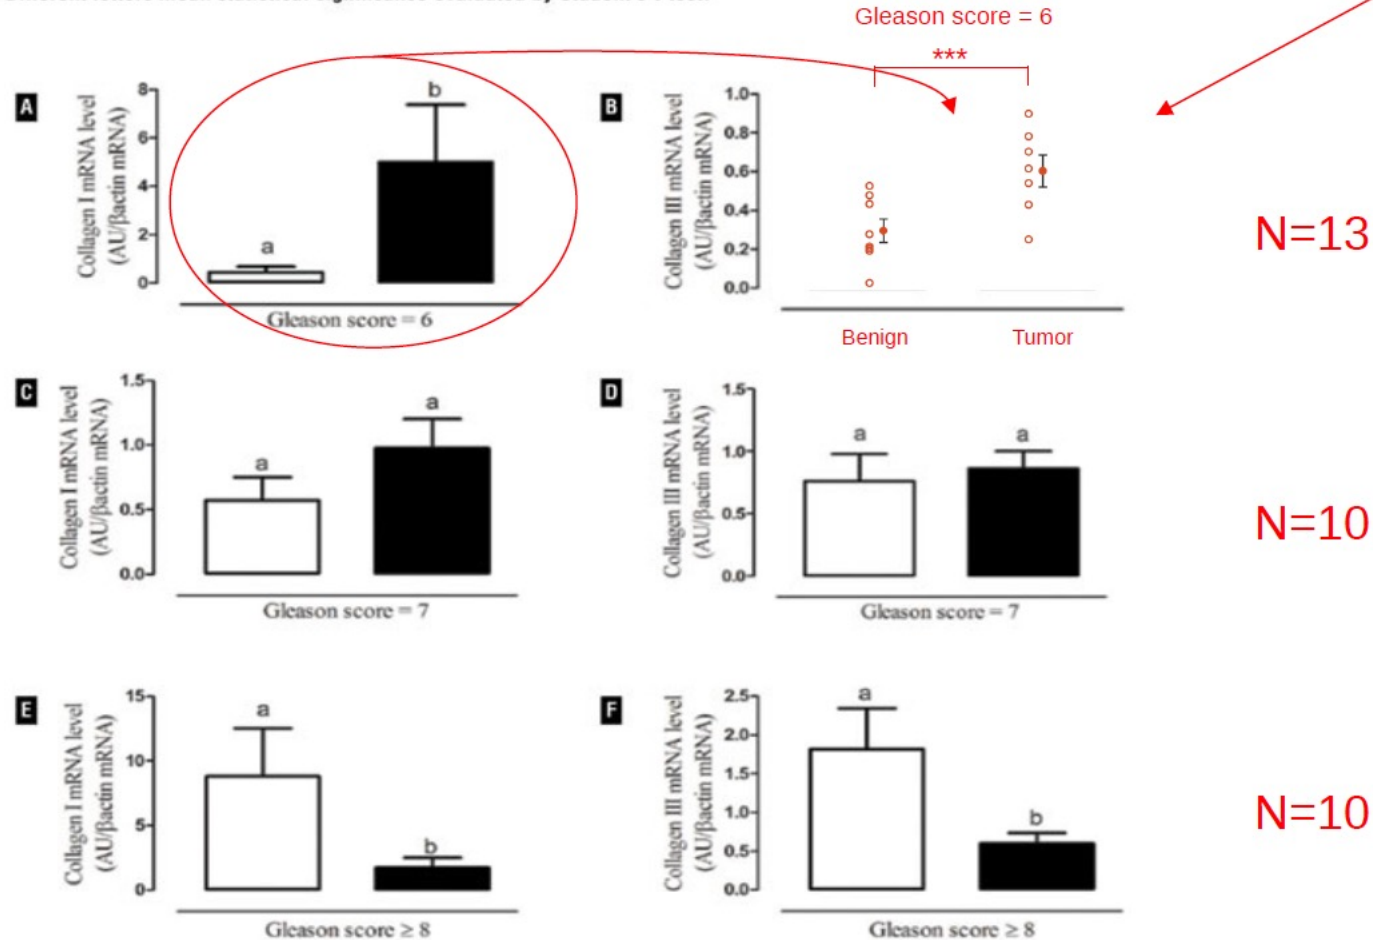 Gleason score = 6
***
A
Collagen I mRNA level
(AU/βactin mRNA)
8
6
4
2
0
a
b
Gleason score = 6
B
Collagen III mRNA level
(AU/βactin mRNA)
1.0
0.8
0.6
0.4
0.2
0.0
Benign
Tumor
N=13
C
Collagen I mRNA level
(AU/βactin mRNA)
1.5
1.0
0.5
0.0
a
a
Gleason score = 7
D
Collagen III mRNA level
(AU/βactin mRNA)
1.5
1.0
0.5
0.0
a
a
Gleason score = 7
N=10
E
Collagen I mRNA level
(AU/βactin mRNA)
15
10
5
0
a
b
Gleason score ≥ 8
F
Collagen III mRNA level
(AU/βactin mRNA)
2.5
2.0
1.5
1.0
0.5
0.0
a
b
Gleason score ≥ 8
N=10